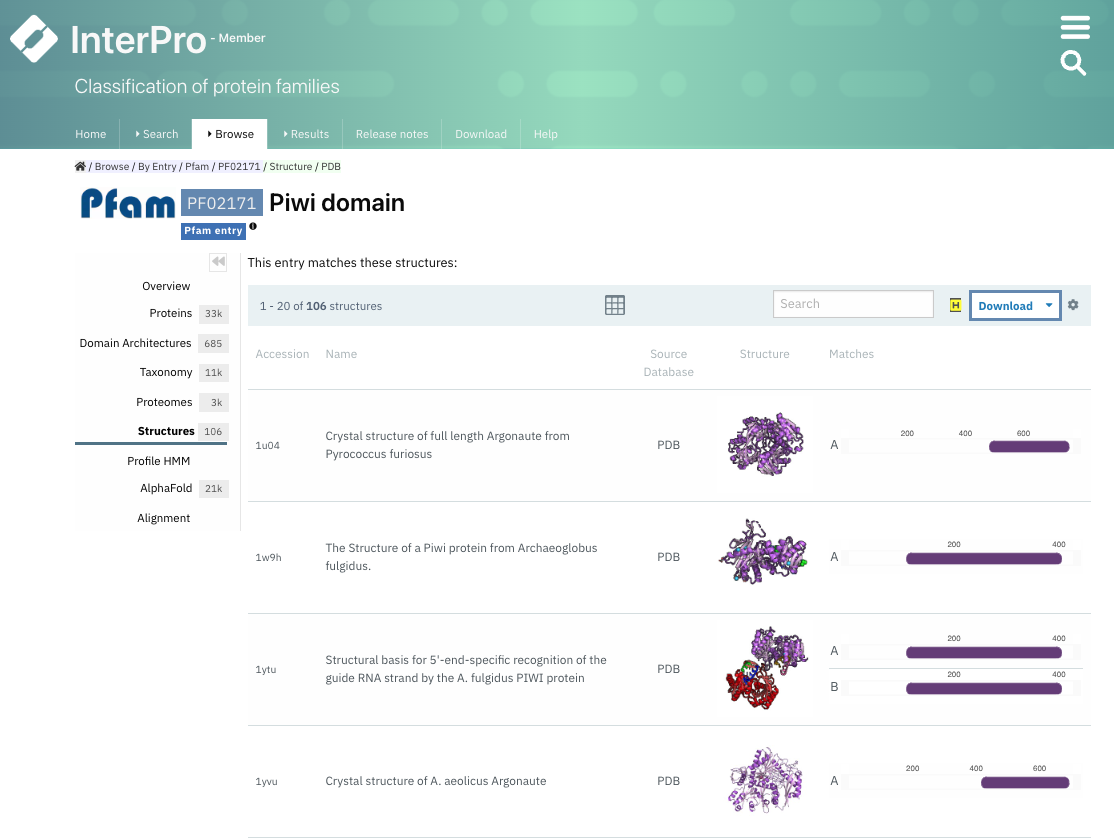 InterPro - Member
Classification of protein families
Home
Search
Browse
Results
Release notes
Download
Help
/ Browse / By Entry / Pfam / PF02171 / Structure / PDB
Pfam PF02171 Piwi domain
Pfam entry
Overview
Proteins 33k
Domain Architectures 685
Taxonomy 11k
Proteomes 3k
Structures 106
Profile HMM
AlphaFold 21k
Alignment
This entry matches these structures:
1 - 20 of 106 structures
Search
H
Download
Accession
Name
Source
Database
Structure
Matches
1u04
Crystal structure of full length Argonaute from
Pyrococcus furiosus
PDB
200 400 600
A
1w9h
The Structure of a Piwi protein from Archaeoglobus
fulgidus.
PDB
200 400
A
1ytu
Structural basis for 5'-end-specific recognition of the
guide RNA strand by the A. fulgidus PIWI protein
PDB
200 400
A
200 400
B
1yvu
Crystal structure of A. aeolicus Argonaute
PDB
200 400 600
A